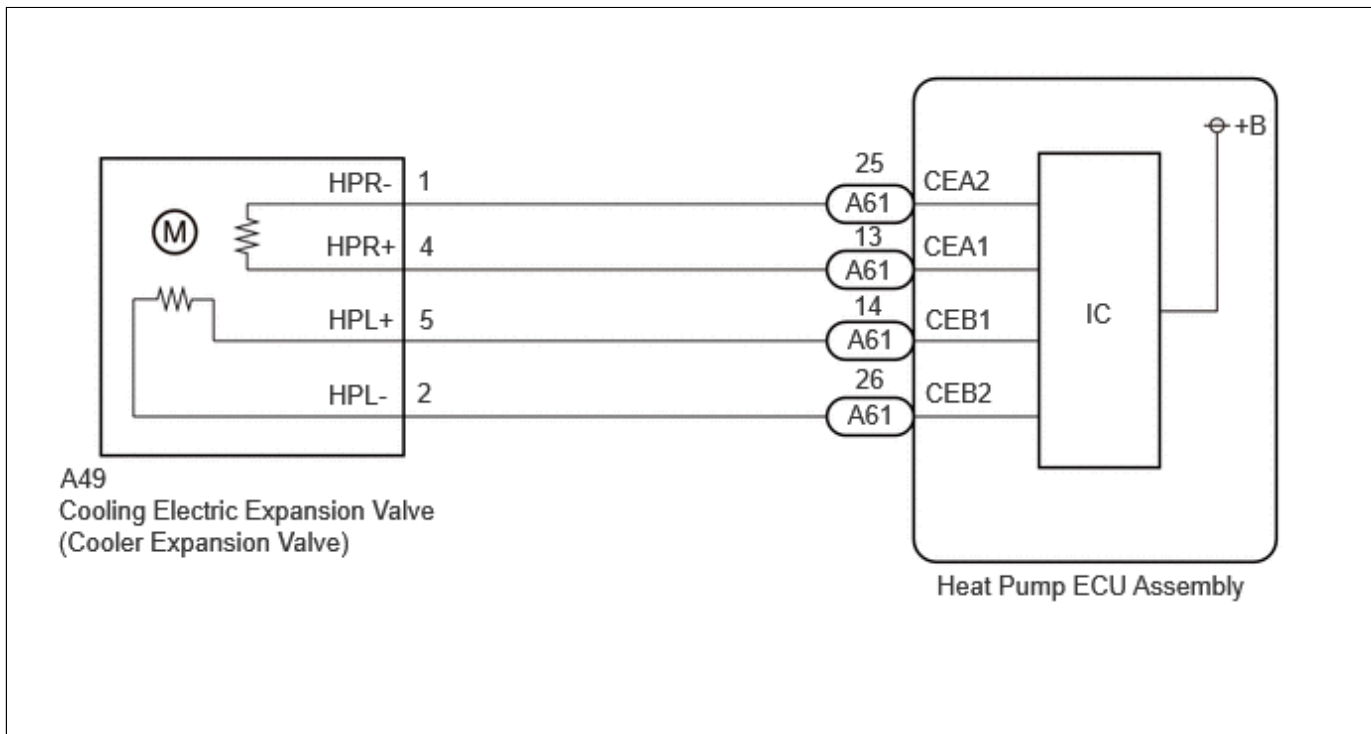 +B
HPR- 1
25
A61
CEA2
M
HPR+ 4
13
A61
CEA1
HPL+ 5
14
A61
CEB1
IC
HPL- 2
26
A61
CEB2
A49
Cooling Electric Expansion Valve
(Cooler Expansion Valve)
Heat Pump ECU Assembly